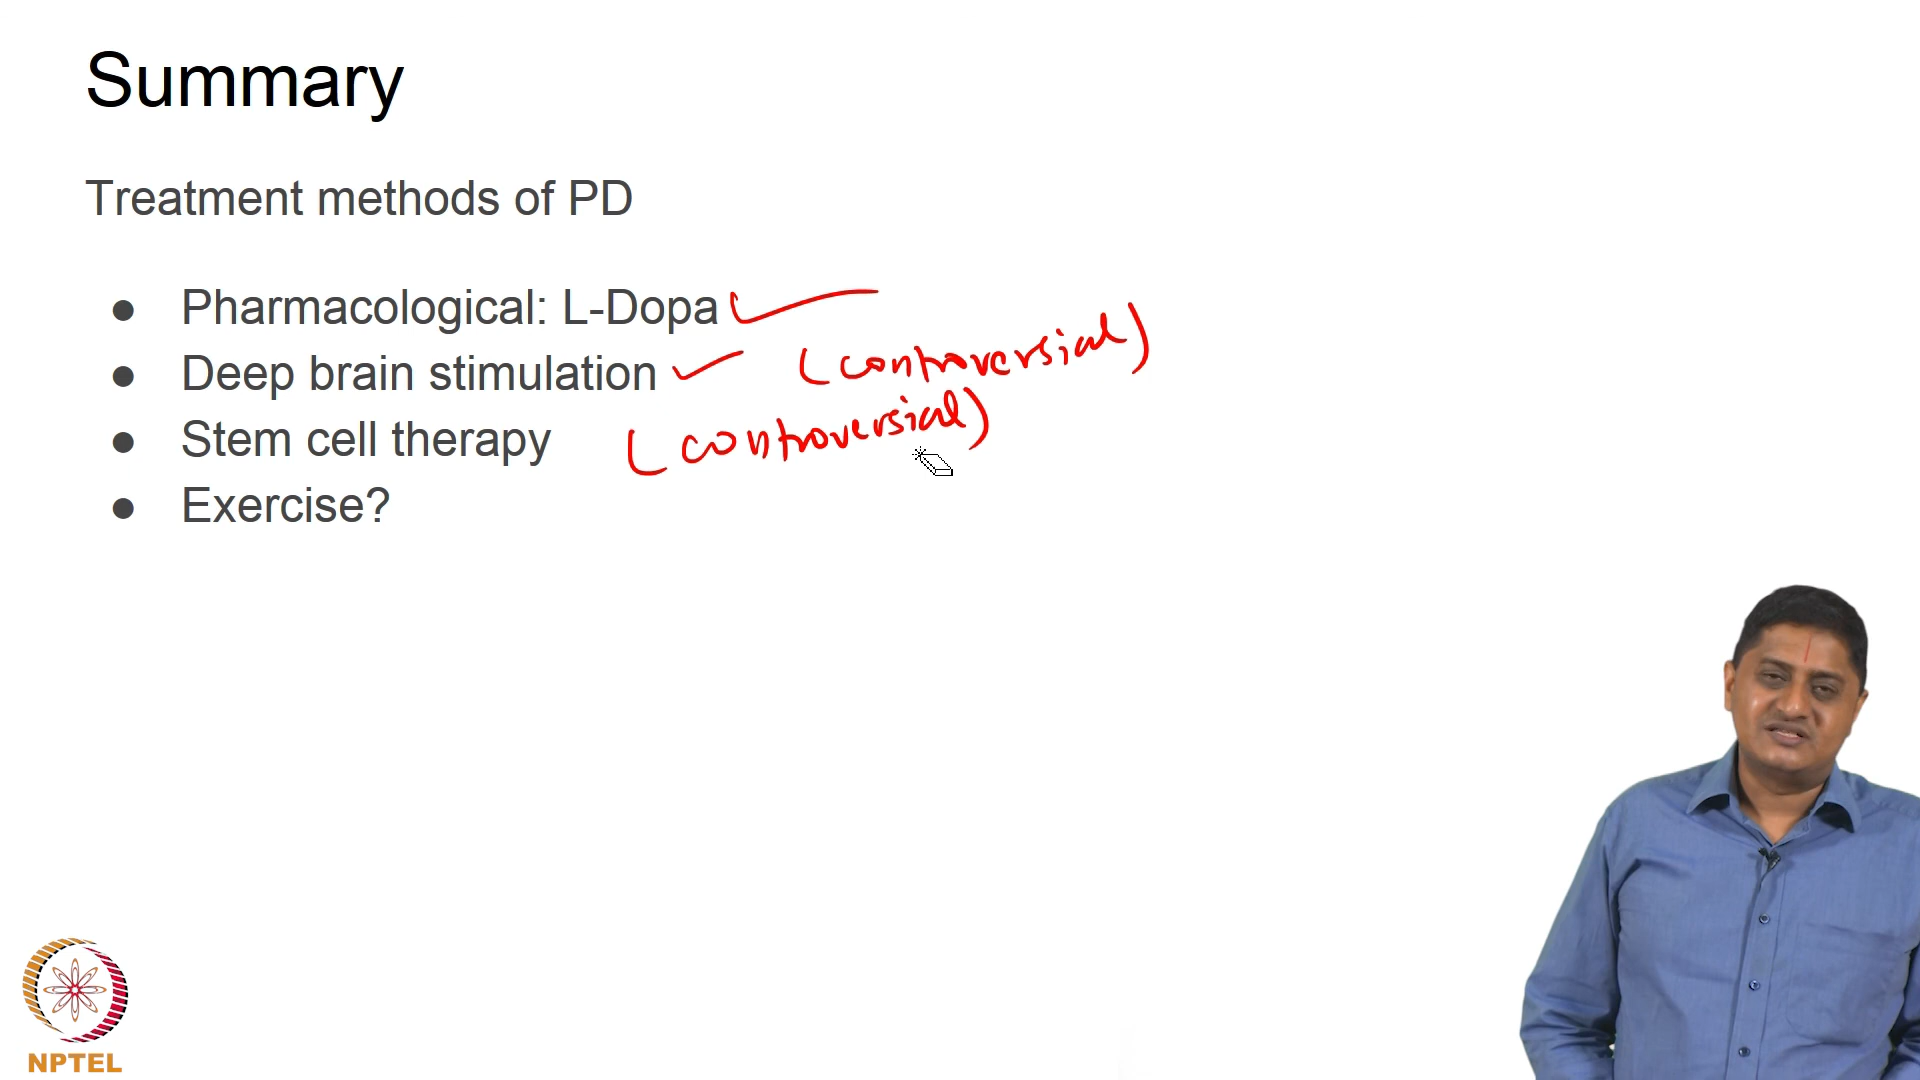 Summary
Treatment methods of PD
● Pharmacological: L-Dopa
● Deep brain stimulation (controversial)
● Stem cell therapy (controversial)
● Exercise?
NPTEL